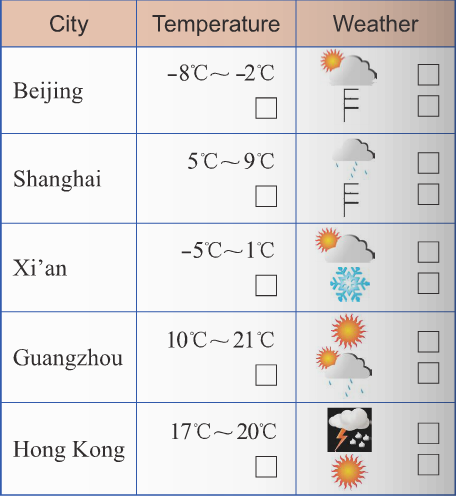 City Temperature Weather
Beijing –8℃～ –2℃
Shanghai 5℃～9℃
Xi’an –5℃～1℃
Guangzhou 10℃～21℃
Hong Kong 17℃～20℃